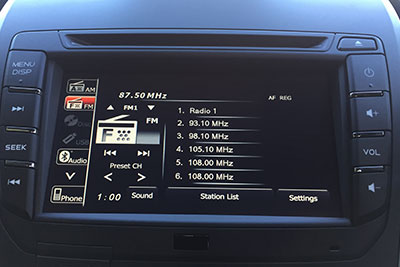 MENU
DISP
SEEK
VOL
AM
FM
USB
Audio
Phone
87.50 MHz
FM1
AF REG
FM
F
Preset CH
1:00
1. Radio 1
2. 93.10 MHz
3. 98.10 MHz
4. 105.10 MHz
5. 108.00 MHz
6. 108.00 MHz
Sound
Station List
Settings